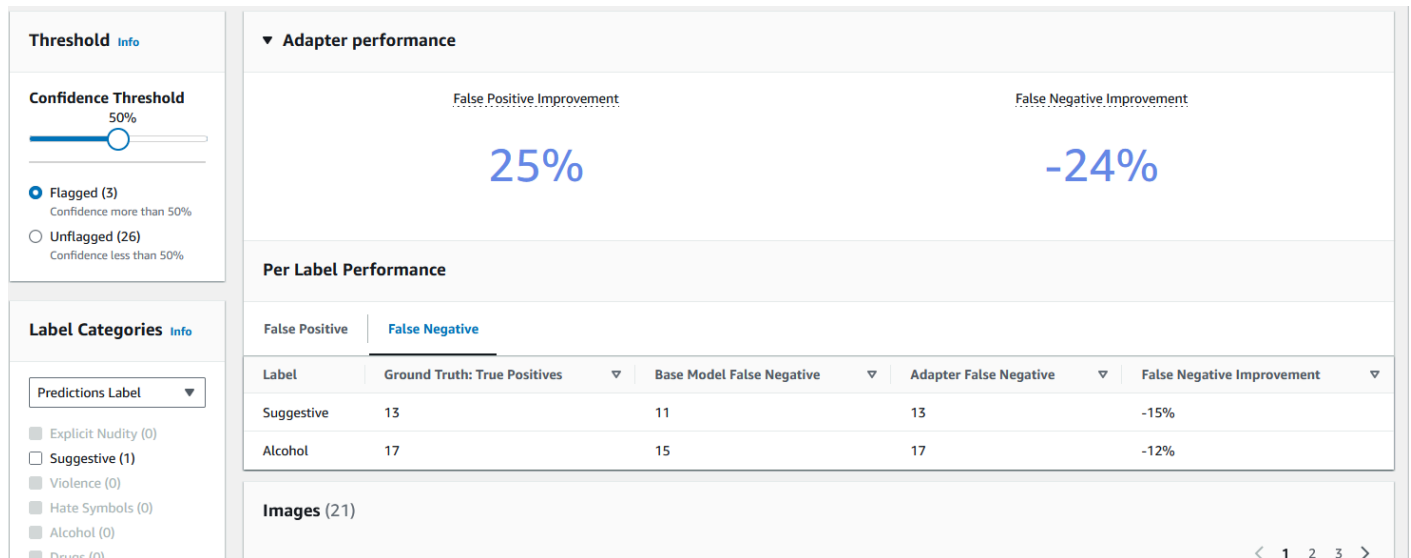 Threshold Info
Confidence Threshold
50%
Flagged (3)
Confidence more than 50%
Unflagged (26)
Confidence less than 50%
Label Categories Info
Predictions Label
Explicit Nudity (0)
Suggestive (1)
Violence (0)
Hate Symbols (0)
Alcohol (0)
Drugs (0)
Adapter performance
False Positive Improvement
25%
False Negative Improvement
-24%
Per Label Performance
False Positive False Negative
Label Ground Truth: True Positives Base Model False Negative Adapter False Negative False Negative Improvement
Suggestive 13 11 13 -15%
Alcohol 17 15 17 -12%
Images (21)
< 1 2 3 >